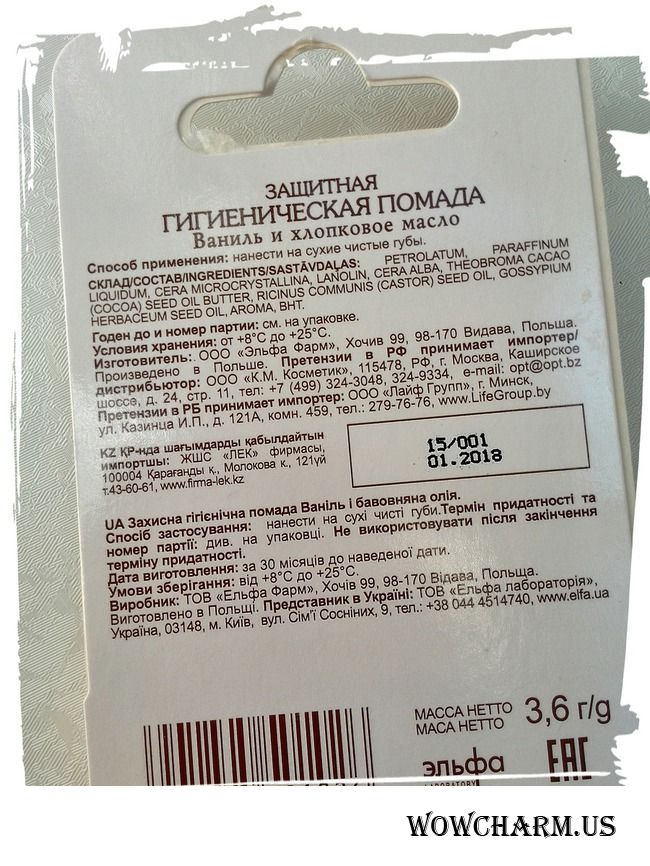 ЗАЩИТНАЯ
ГИГИЕНИЧЕСКАЯ ПОМАДА
Ваниль и хлопковое масло
Способ применения: нанести на сухие чистые губы.
СКЛАД/СОСТАВ/INGREDIENTS/SASTĀVDAĻAS: PETROLATUM, PARAFFINUM
LIQUIDUM, CERA MICROCRYSTALLINA, LANOLIN, CERA ALBA, THEOBROMA CACAO
(COCOA) SEED OIL BUTTER, RICINUS COMMUNIS (CASTOR) SEED OIL, GOSSYPIUM
HERBACEUM SEED OIL, AROMA, BHT.
Годен до и номер партии: см. на упаковке.
Условия хранения: от +8°С до +25°С.
Изготовитель: ООО «Эльфа Фарм», Хочив 99, 98-170 Видава, Польша.
Произведено в Польше. Претензии в РФ принимает импортер/
дистрибьютор: ООО «К.М. Косметик», 115478, РФ, г. Москва, Каширское
шоссе, д. 24, стр. 11, тел: +7 (499) 324-3048, 324-9334, e-mail: opt@opt.bz
Претензии в РБ принимает импортер: ООО «Лайф Групп», г. Минск,
ул. Казинца И.П., д. 121А, комн. 459, тел.: 279-76-76, www.LifeGroup.by
KZ ҚР-нда шағымдарды қабылдайтын
импортшы: ЖШС «ЛЕК» фирмасы,
100004 Қарағанды қ., Молокова к., 121үй
т.43-60-61, www.firma-lek.kz
15/001
01.2018
UA Захисна гігієнічна помада Ваніль і бавовняна олія.
Спосіб застосування: нанести на сухі чисті губи.Термін придатності та
номер партії: див. на упаковці. Не використовувати після закінчення
терміну придатності.
Дата виготовлення: за 30 місяців до наведеної дати.
Умови зберігання: від +8°С до +25°С.
Виробник: ТОВ «Ельфа Фарм», Хочів 99, 98-170 Відава, Польща.
Виготовлено в Польщі. Представник в Україні: ТОВ «Ельфа лабораторія»,
Україна, 03148, м. Київ, вул. Сім'ї Сосніних, 9, тел.: +38 044 4514740, www.elfa.ua
МАССА НЕТТО
МАСА НЕТТО
3,6 г/g
эльфа
LABORATORY
EAC
WOWCHARM.US